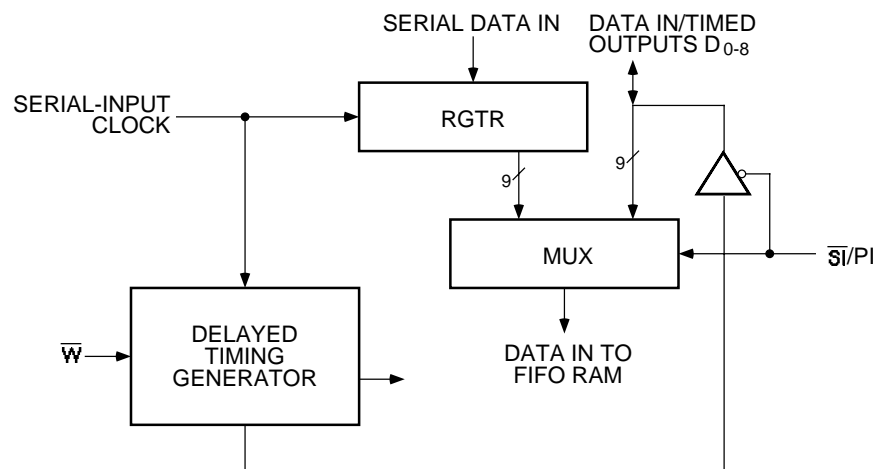 SERIAL DATA IN
DATA IN/TIMED
OUTPUTS D0-8
SERIAL-INPUT
CLOCK
RGTR
9
9
MUX
S̅I̅/PI
W̅
DELAYED
TIMING
GENERATOR
DATA IN TO
FIFO RAM